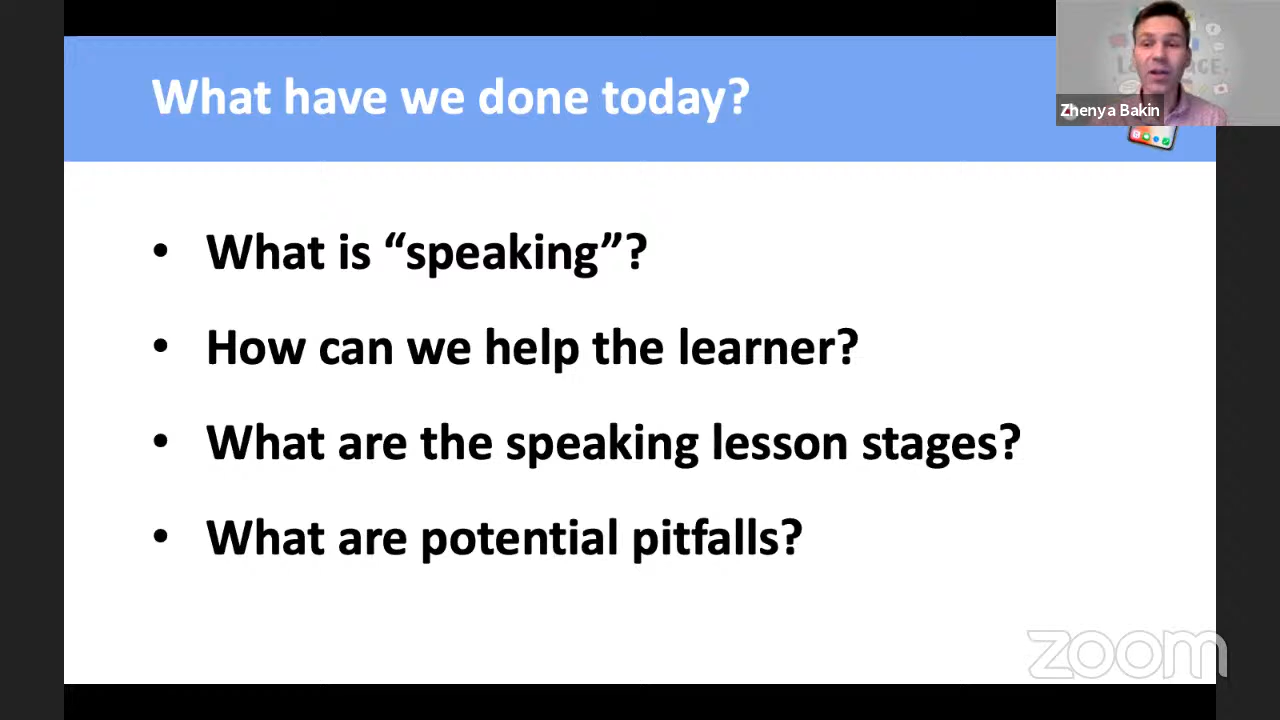 What have we done today?
Zhenya Bakin
• What is “speaking”?
• How can we help the learner?
• What are the speaking lesson stages?
• What are potential pitfalls?
zoom